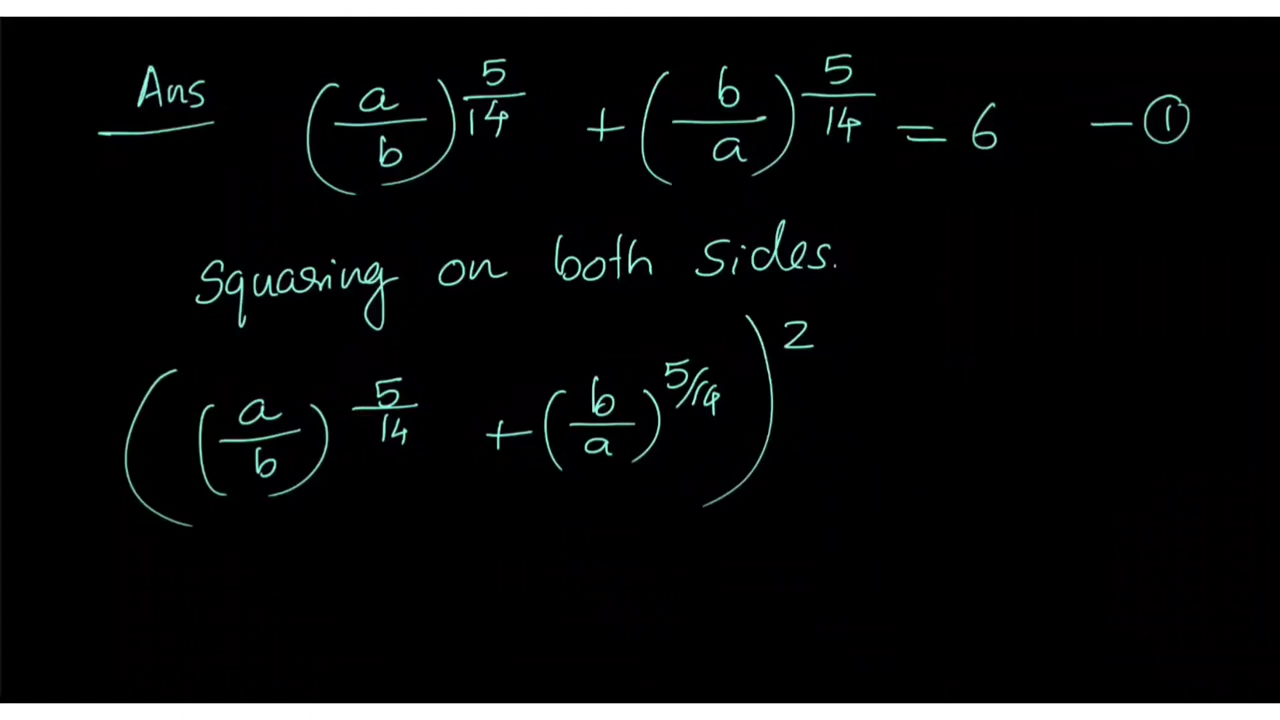 Ans (a/b)^(5/14) + (b/a)^(5/14) = 6 — ①
Squaring on both sides.
((a/b)^(5/14) + (b/a)^(5/14))^2